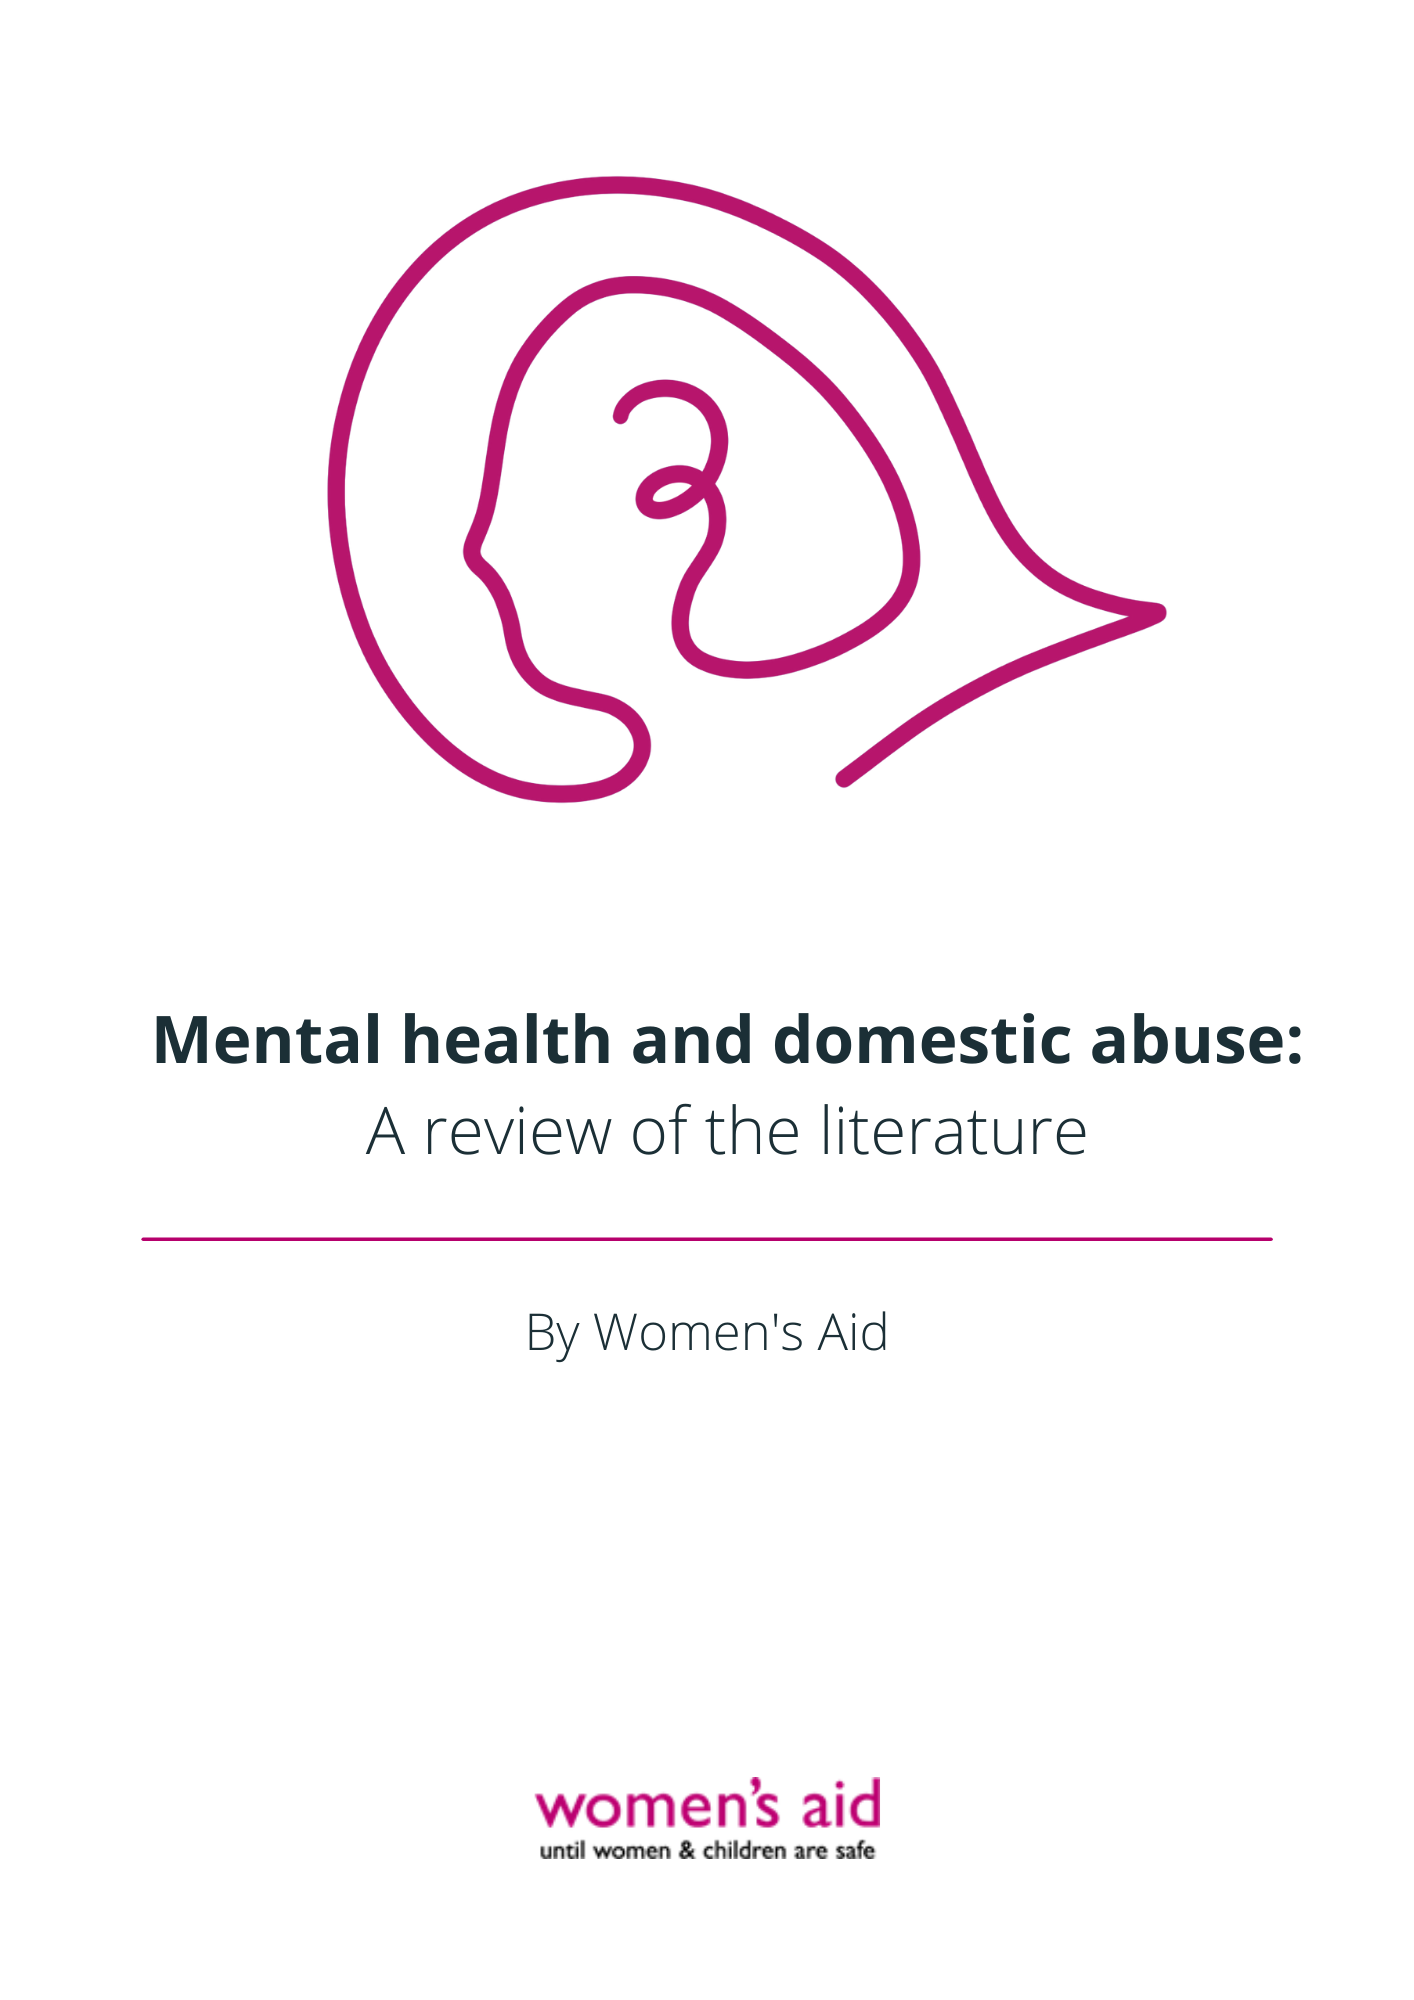 Mental health and domestic abuse:
A review of the literature
By Women's Aid
women’s aid
until women & children are safe